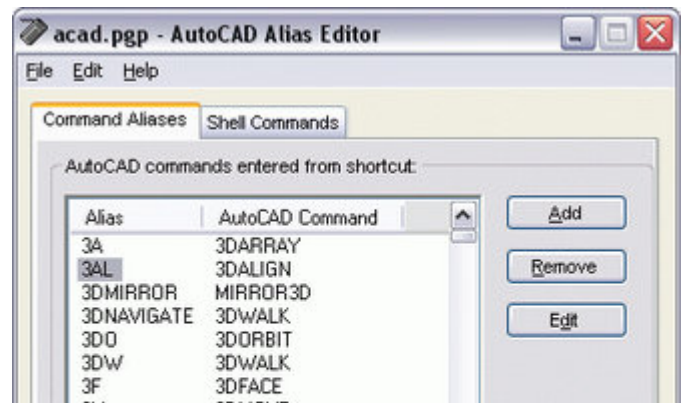 acad.pgp - AutoCAD Alias Editor
File Edit Help
Command Aliases Shell Commands
AutoCAD commands entered from shortcut:
Alias AutoCAD Command
Add
3A 3DARRAY
3AL 3DALIGN
Remove
3DMIRROR MIRROR3D
3DNAVIGATE 3DWALK
Edit
3DO 3DORBIT
3DW 3DWALK
3F 3DFACE